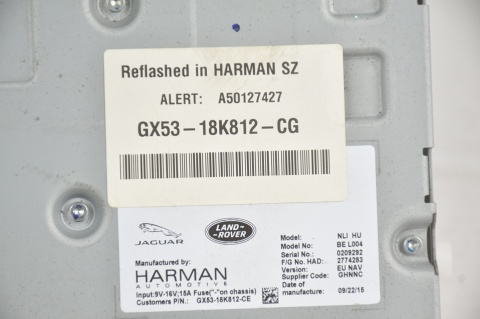 Reflashed in HARMAN SZ
ALERT: A50127427
GX53-18K812-CG
JAGUAR
LAND-
ROVER
Manufactured by:
HARMAN
AUTOMOTIVE
Input:9V-16V;15A Fuse("-"on chassis)
Customers P/N.: GX53-18K812-CE
Model: NLI HU
Model No: BE L004
Serial No.: 0209292
F/G No. HAD: 2774283
Version: EU NAV
Supplier Code: GHNNC
Date of
manufacture: 09/22/15